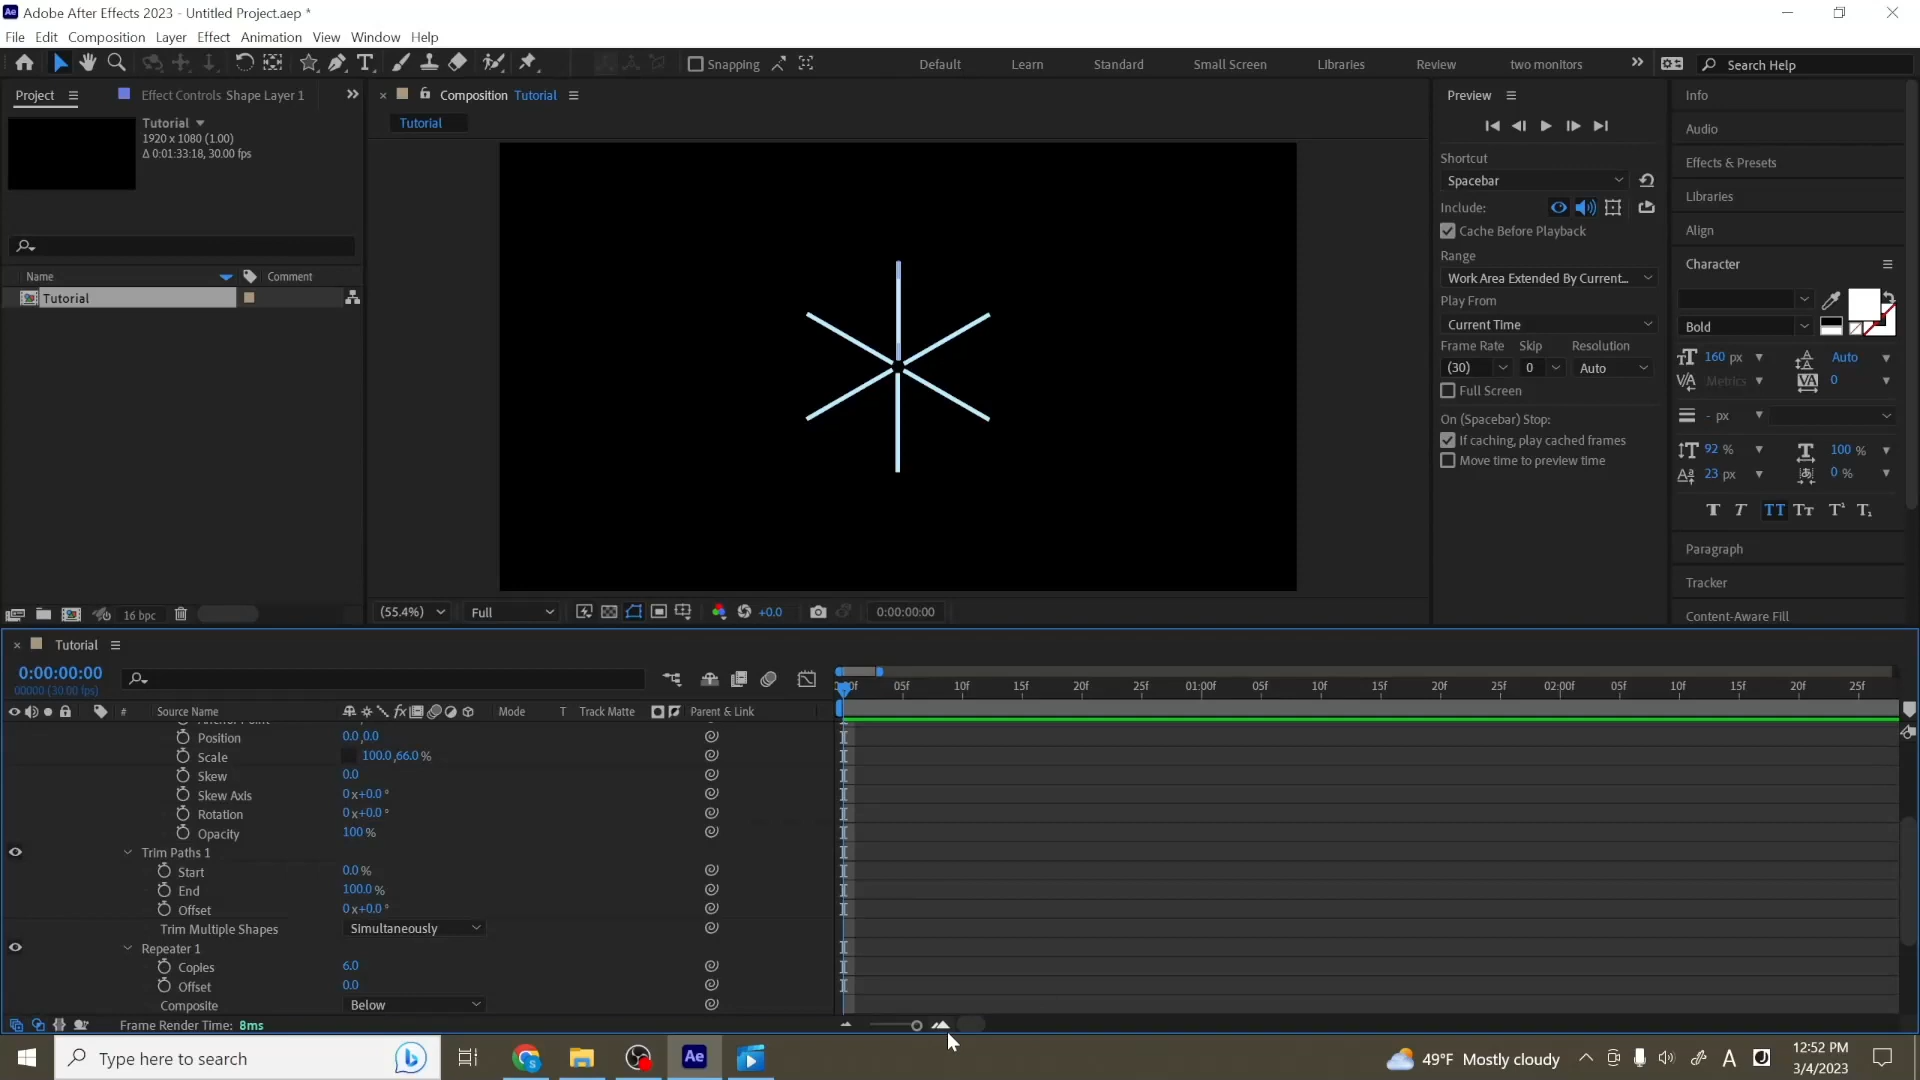 Ae Adobe After Effects 2023 - Untitled Project.aep *
File Edit Composition Layer Effect Animation View Window Help
Snapping Default Learn Standard Small Screen Libraries Review two monitors Search Help
Project Effect Controls Shape Layer 1
Composition Tutorial
Tutorial
Tutorial
1920 x 1080 (1.00)
Δ 0:01:33:18, 30.00 fps
Name Comment
Tutorial
16 bpc
(55.4%) Full +0.0 0:00:00:00
Preview
Shortcut
Spacebar
Include:
Cache Before Playback
Range
Work Area Extended By Current...
Play From
Current Time
Frame Rate Skip Resolution
(30) 0 Auto
Full Screen
On (Spacebar) Stop:
If caching, play cached frames
Move time to preview time
Info
Audio
Effects & Presets
Libraries
Align
Character
Bold
160 px Auto
Metrics 0
- px
92 % 100 %
23 px 0 %
Paragraph
Tracker
Content-Aware Fill
Tutorial
0:00:00:00
00000 (30.00 fps)
05f 10f 15f 20f 25f 01:00f 05f 10f 15f 20f 25f 02:00f 05f 10f 15f 20f 25f
# Source Name Mode T Track Matte Parent & Link
Position 0.0,0.0
Scale 100.0,66.0 %
Skew 0.0
Skew Axis 0x+0.0°
Rotation 0x+0.0°
Opacity 100 %
Trim Paths 1
Start 0.0 %
End 100.0 %
Offset 0x+0.0°
Trim Multiple Shapes Simultaneously
Repeater 1
Copies 6.0
Offset 0.0
Composite Below
Frame Render Time: 8ms
Type here to search
Ae
49°F Mostly cloudy
A
12:52 PM
3/4/2023